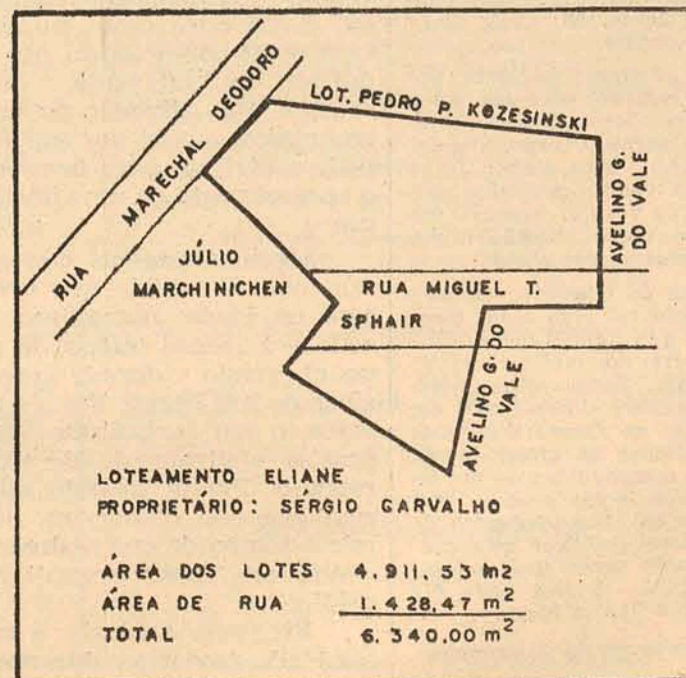 LOT. PEDRO P. KOZESINSKI
RUA MARECHAL DEODORO
AVELINO G.
DO VALE
JÚLIO
MARCHINICHEN
RUA MIGUEL T.
SPHAIR
AVELINO G. DO
VALE
LOTEAMENTO ELIANE
PROPRIETÁRIO: SÉRGIO CARVALHO
ÁREA DOS LOTES 4.911,53 m2
ÁREA DE RUA 1.428,47 m²
TOTAL 6.340,00 m²